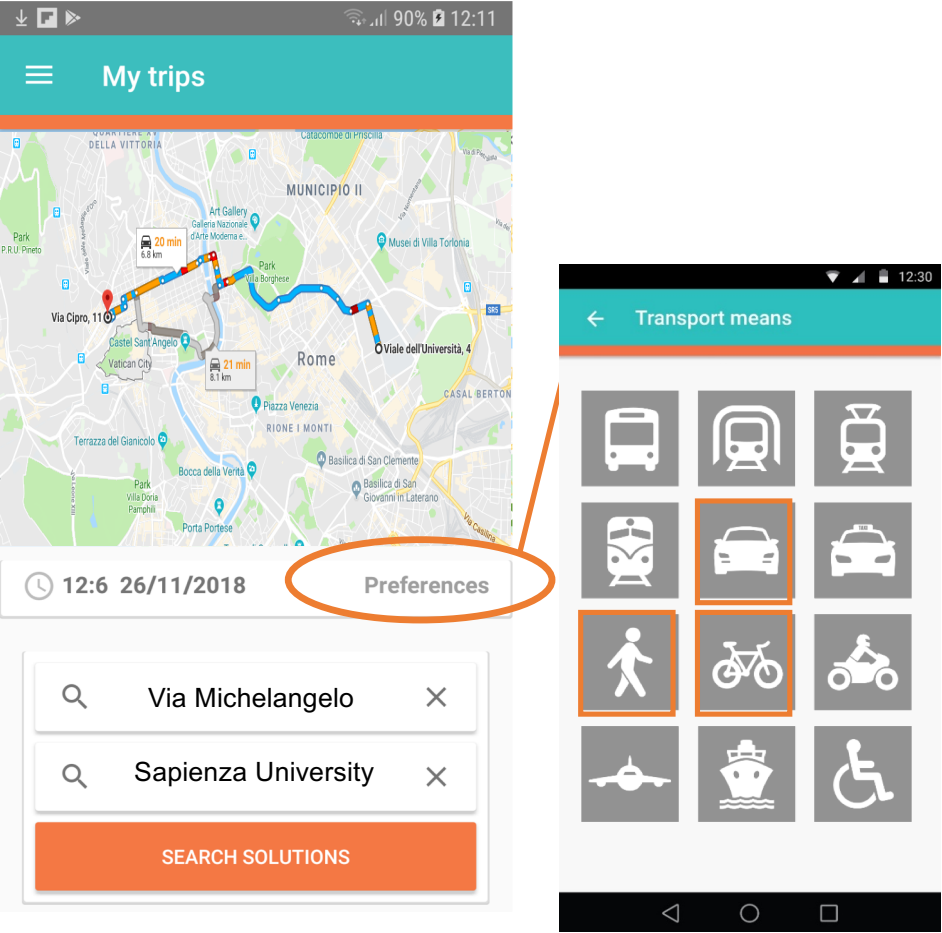 90% 12:11
My trips
QUARTIERE XV
DELLA VITTORIA
Catacombe di Priscilla
MUNICIPIO II
Art Gallery
Galleria Nazionale
d'Arte Moderna e...
Park
P.R.U. Pineto
20 min
6.8 km
Musei di Villa Torlonia
Park
Villa Borghese
SR5
Via Cipro, 11
Castel Sant'Angelo
Viale dell'Università, 4
Vatican City
21 min
8.1 km
Rome
CASAL BERTON
Piazza Venezia
RIONE I MONTI
Terrazza del Gianicolo
Basilica di San Clemente
Bocca della Verità
Park
Villa Doria
Pamphili
Basilica di San
Giovanni in Laterano
Porta Portese
Via Casilina
12:6 26/11/2018
Preferences
Via Michelangelo
Sapienza University
SEARCH SOLUTIONS
12:30
Transport means
TAXI